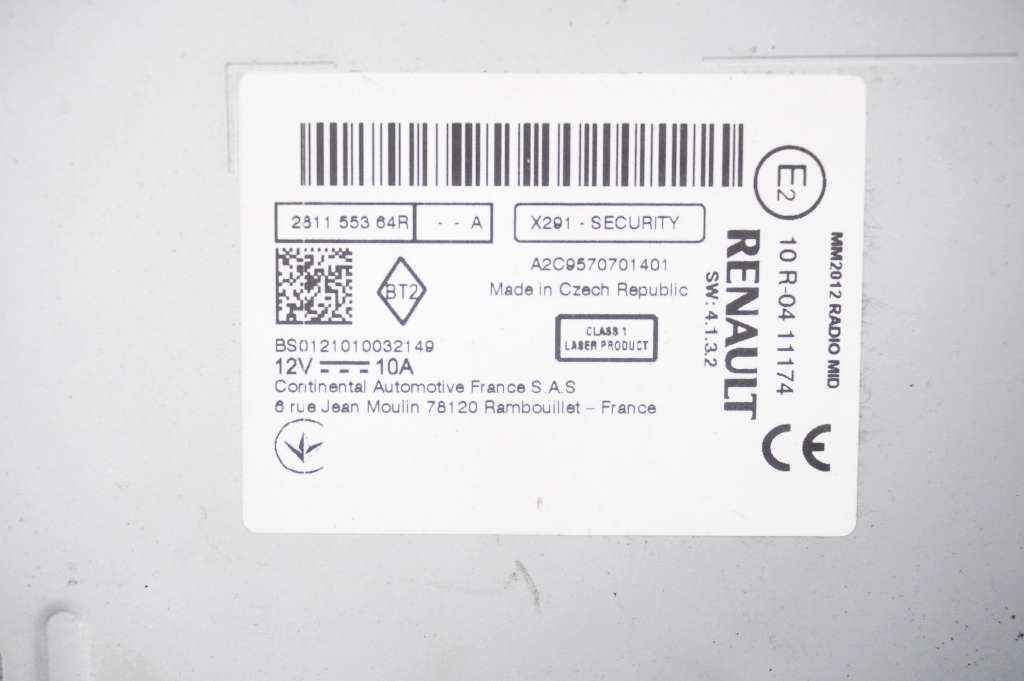 2811 553 64R - - A
X291 - SECURITY
BT2
A2C9570701401
Made in Czech Republic
CLASS 1
LASER PRODUCT
BS0121010032149
12V 10A
Continental Automotive France S.A.S
6 rue Jean Moulin 78120 Rambouillet – France
E2
10 R-04 11174
MM2012 RADIO MID
RENAULT
SW: 4.1.3.2
CE